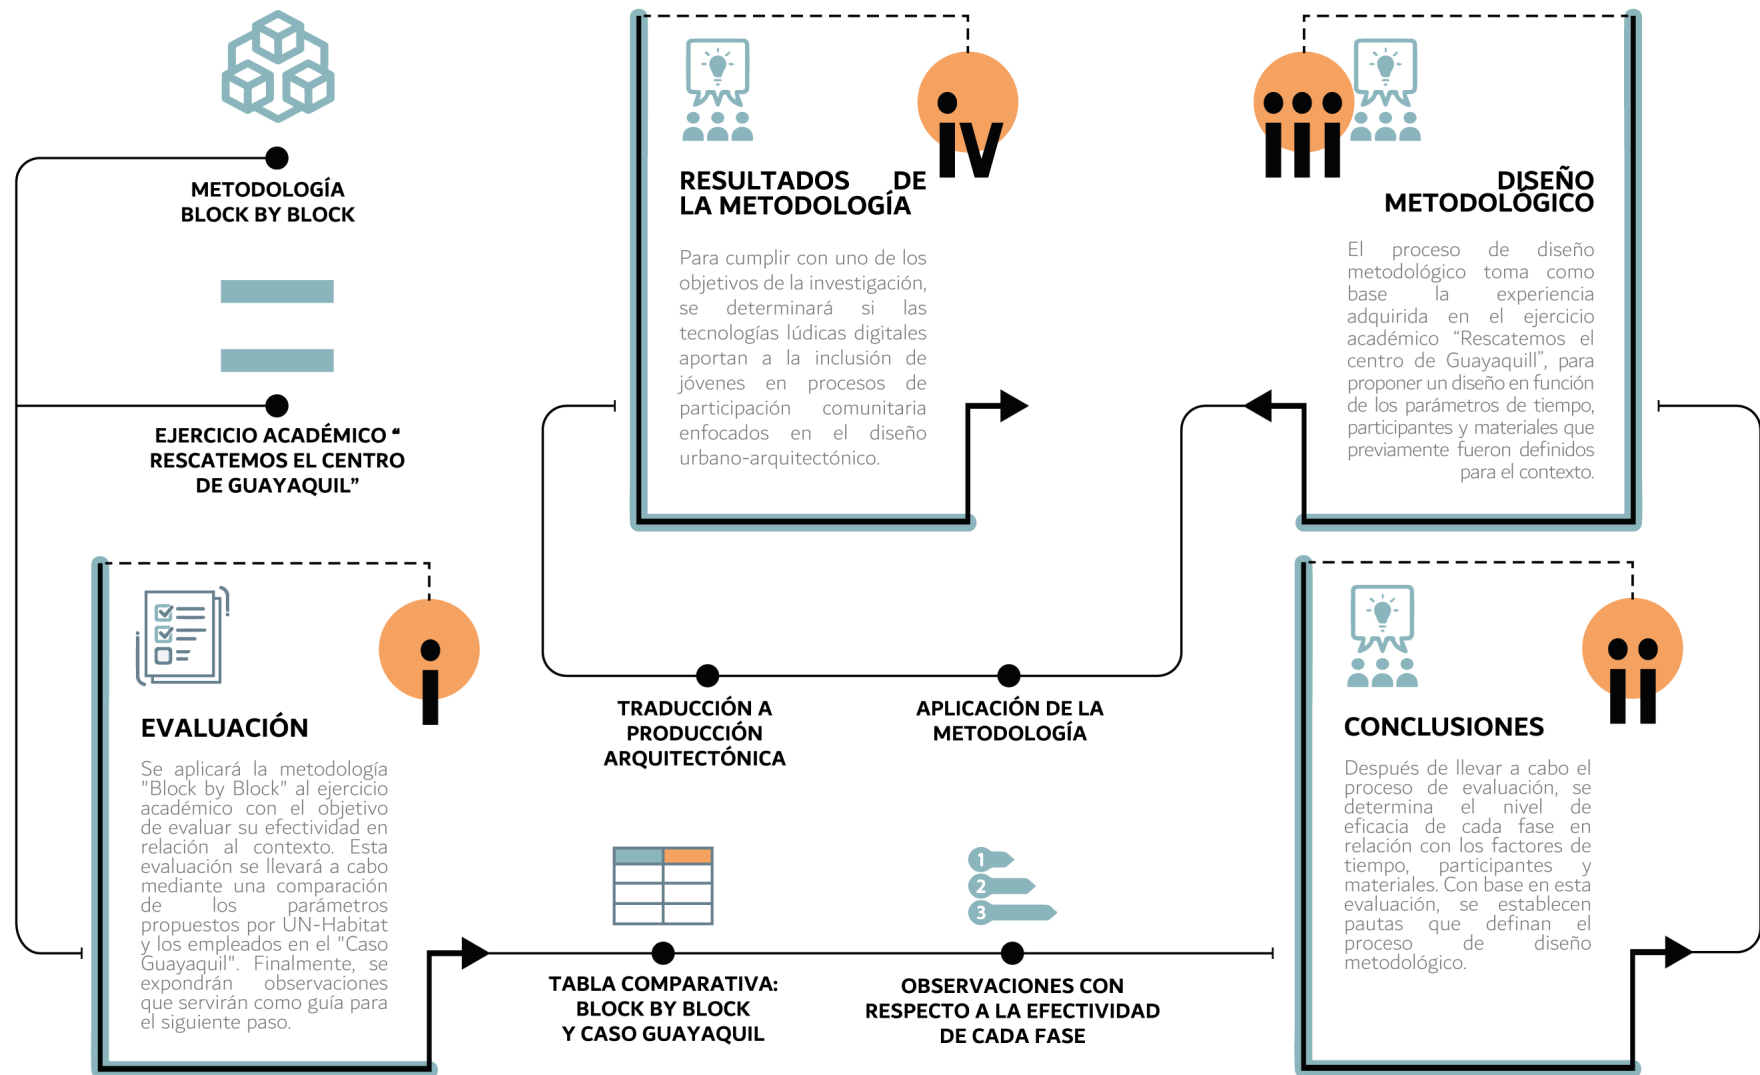 METODOLOGÍA
BLOCK BY BLOCK
EJERCICIO ACADÉMICO “
RESCATEMOS EL CENTRO
DE GUAYAQUIL”
i
EVALUACIÓN
Se aplicará la metodología
"Block by Block" al ejercicio
académico con el objetivo
de evaluar su efectividad en
relación al contexto. Esta
evaluación se llevará a cabo
mediante una comparación
de los parámetros
propuestos por UN-Habitat
y los empleados en el "Caso
Guayaquil". Finalmente, se
expondrán observaciones
que servirán como guía para
el siguiente paso.
TABLA COMPARATIVA:
BLOCK BY BLOCK
Y CASO GUAYAQUIL
1
2
3
OBSERVACIONES CON
RESPECTO A LA EFECTIVIDAD
DE CADA FASE
ii
CONCLUSIONES
Después de llevar a cabo el
proceso de evaluación, se
determina el nivel de
eficacia de cada fase en
relación con los factores de
tiempo, participantes y
materiales. Con base en esta
evaluación, se establecen
pautas que definan el
proceso de diseño
metodológico.
iii
DISEÑO
METODOLÓGICO
El proceso de diseño
metodológico toma como
base la experiencia
adquirida en el ejercicio
académico “Rescatemos el
centro de Guayaquill”, para
proponer un diseño en función
de los parámetros de tiempo,
participantes y materiales que
previamente fueron definidos
para el contexto.
APLICACIÓN DE LA
METODOLOGÍA
TRADUCCIÓN A
PRODUCCIÓN
ARQUITECTÓNICA
iv
RESULTADOS DE
LA METODOLOGÍA
Para cumplir con uno de los
objetivos de la investigación,
se determinará si las
tecnologías lúdicas digitales
aportan a la inclusión de
jóvenes en procesos de
participación comunitaria
enfocados en el diseño
urbano-arquitectónico.